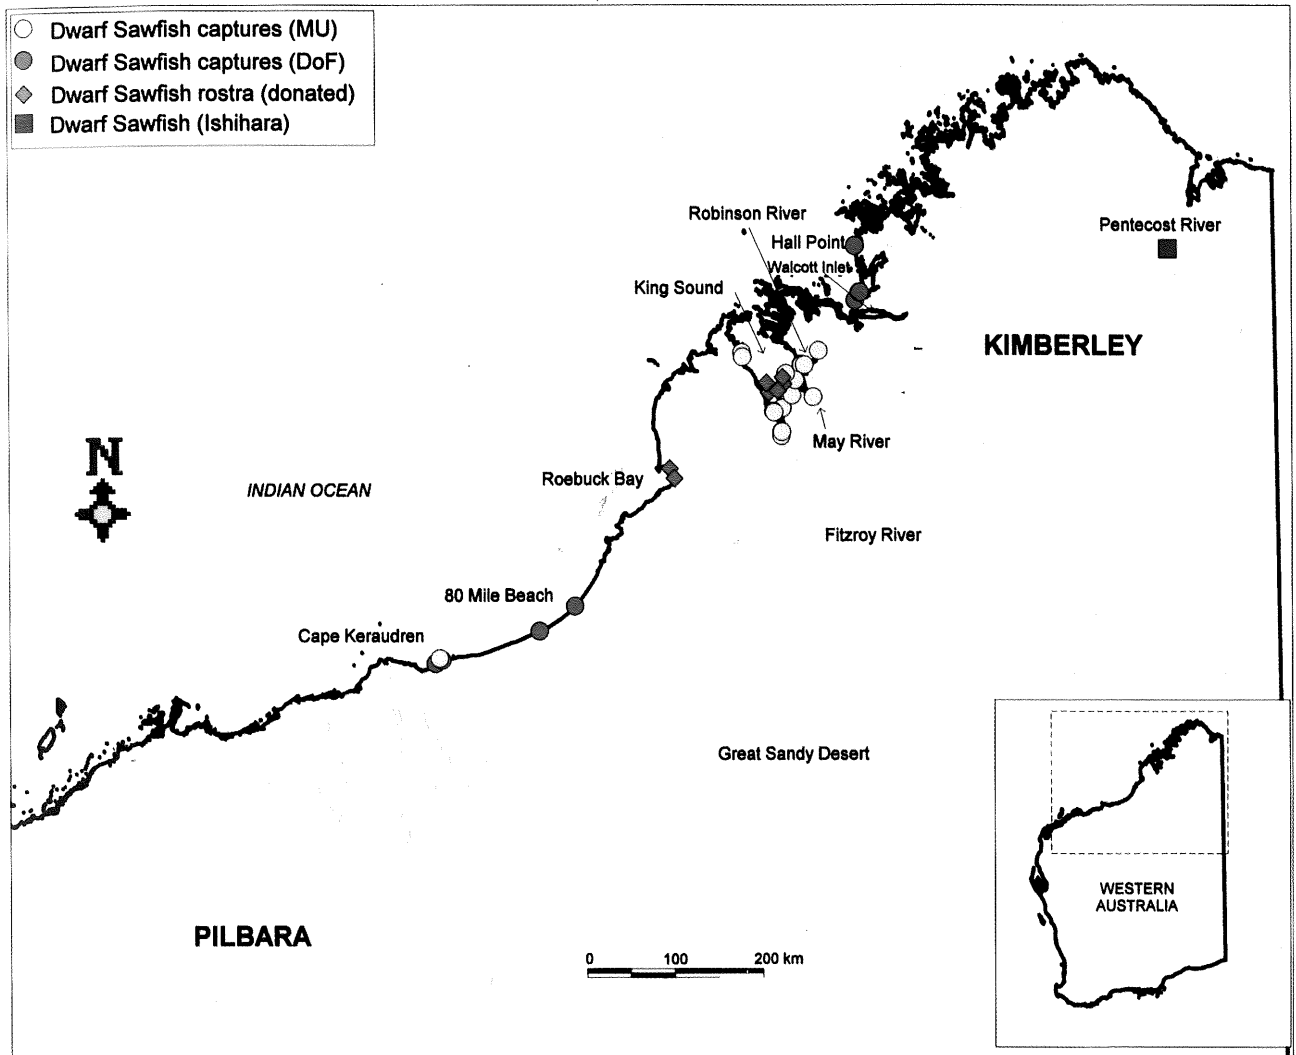 Dwarf Sawfish captures (MU)
Dwarf Sawfish captures (DoF)
Dwarf Sawfish rostra (donated)
Dwarf Sawfish (Ishihara)
Robinson River
Hall Point
Walcott Inlet
King Sound
Pentecost River
KIMBERLEY
May River
N
Roebuck Bay
INDIAN OCEAN
Fitzroy River
80 Mile Beach
Cape Keraudren
Great Sandy Desert
WESTERN
AUSTRALIA
PILBARA
0 100 200 km